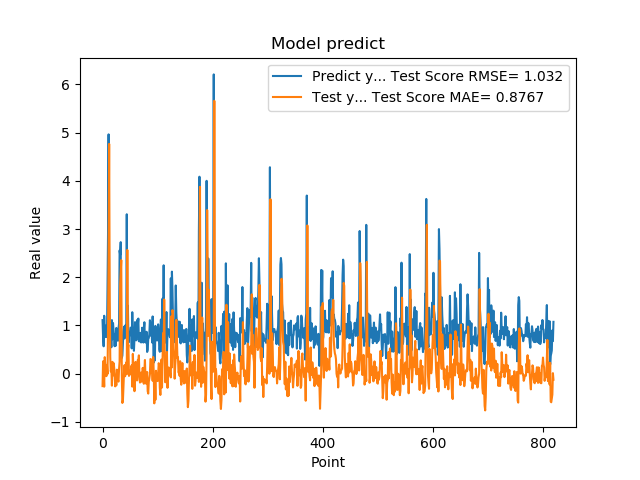 Model predict
Predict y... Test Score RMSE= 1.032
Test y... Test Score MAE= 0.8767
6
5
4
3
2
1
0
−1
Real value
0 200 400 600 800
Point